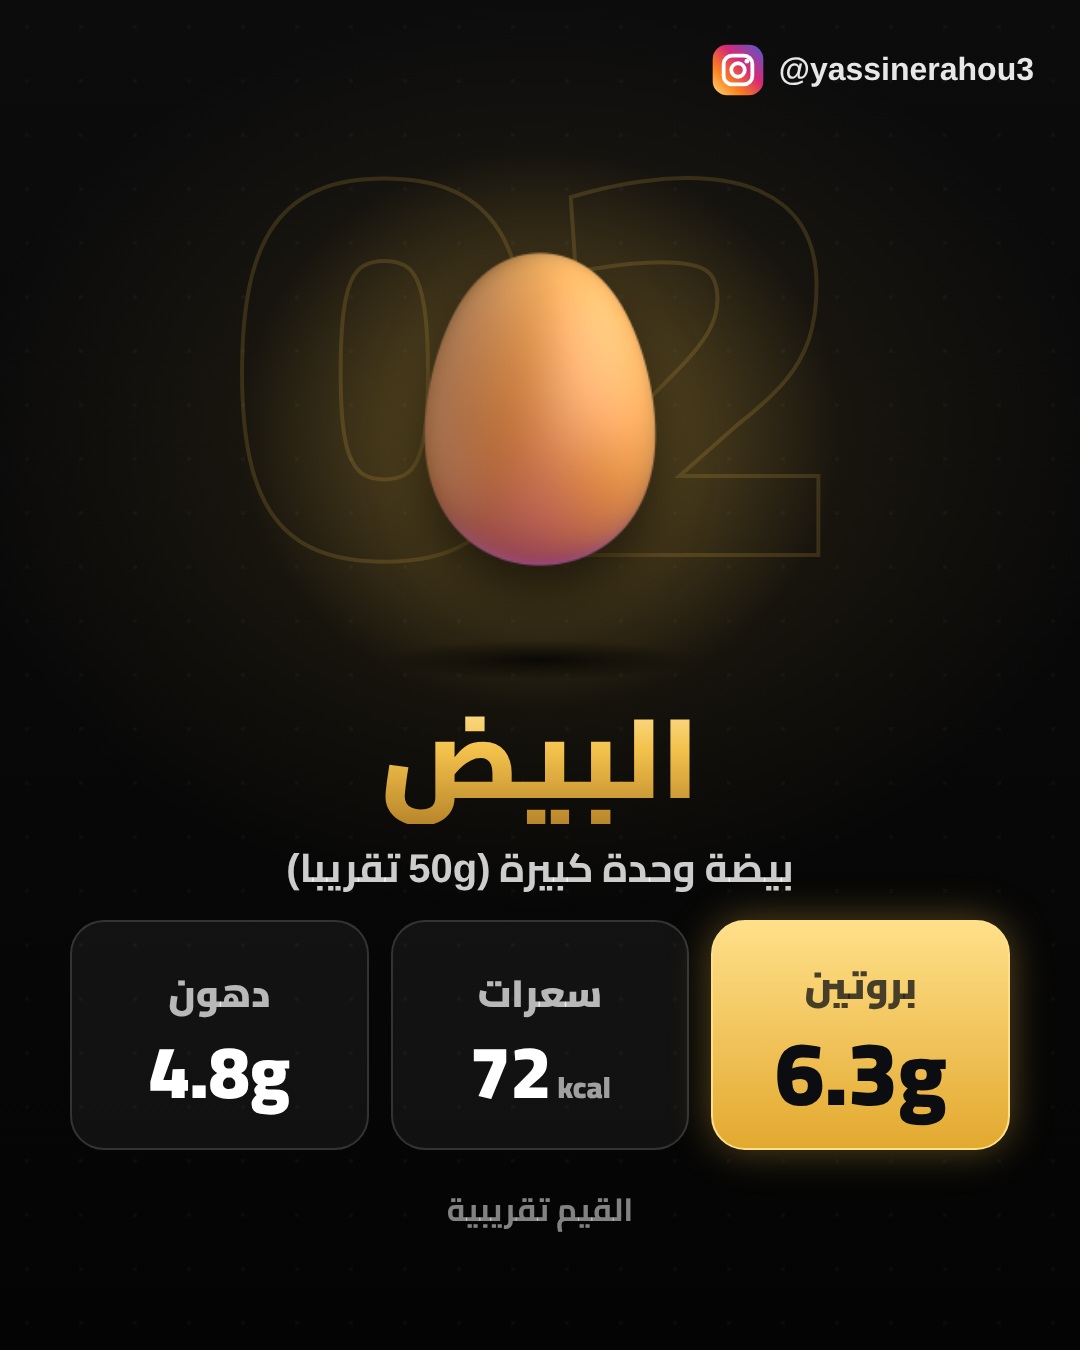 @yassinerahou3
02
البيض
بيضة وحدة كبيرة (50g تقريبا)
بروتين
6.3g
سعرات
72 kcal
دهون
4.8g
القيم تقريبية